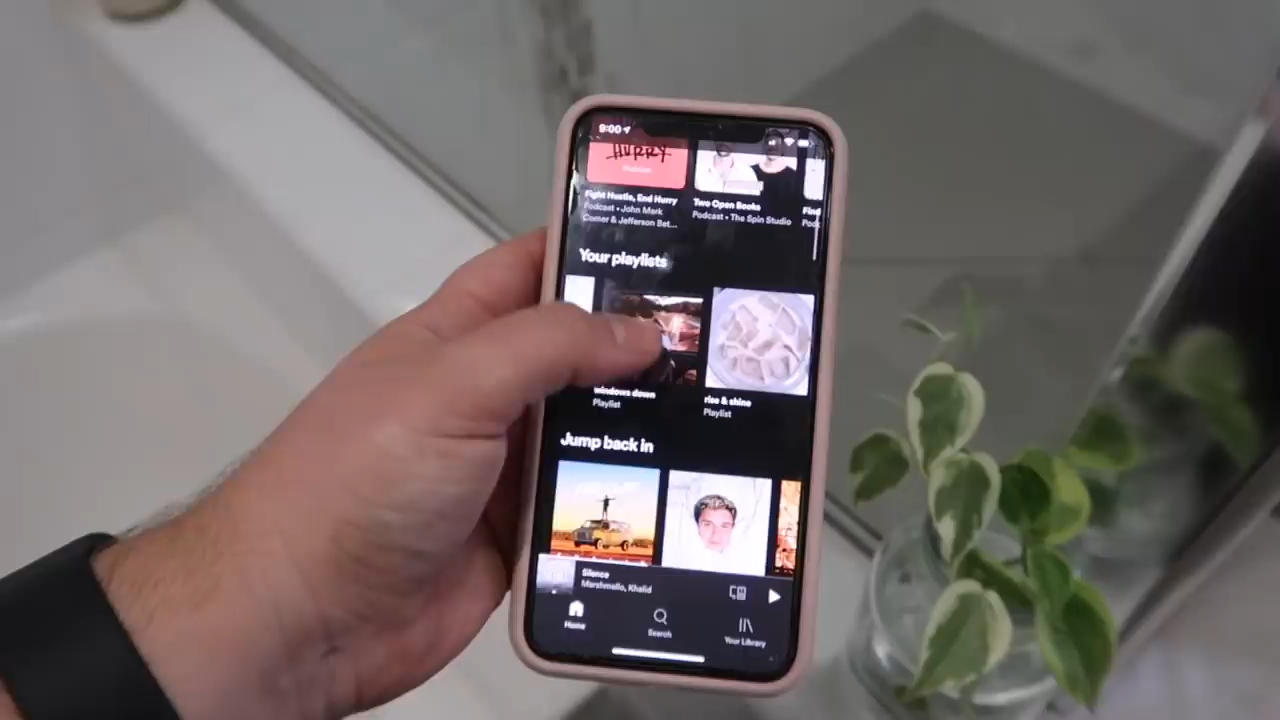 9:00
HURRY
Fight Hustle, End Hurry
Podcast • John Mark
Comer & Jefferson Bet...
Two Open Books
Podcast • The Spin Studio
Find
Your playlists
windows down
Playlist
rise & shine
Playlist
Jump back in
Silence
Marshmello, Khalid
Home
Search
Your Library